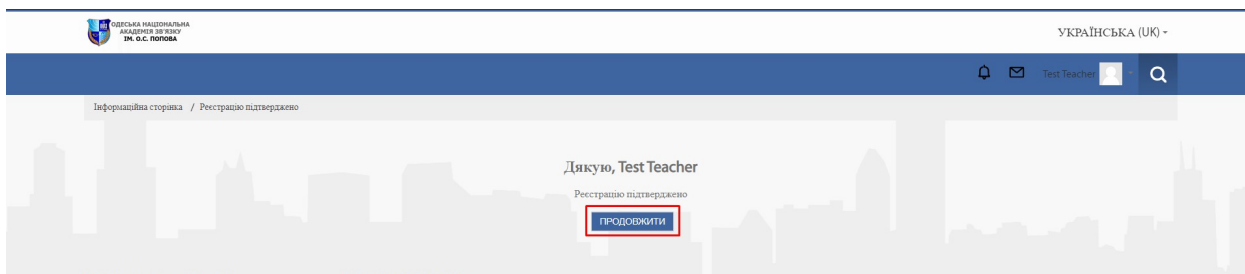 ОДЕСЬКА НАЦІОНАЛЬНА
АКАДЕМІЯ ЗВ'ЯЗКУ
ІМ. О.С. ПОПОВА
УКРАЇНСЬКА (UK)
Test Teacher
Інформаційна сторінка / Реєстрацію підтверджено
Дякую, Test Teacher
Реєстрацію підтверджено
ПРОДОВЖИТИ